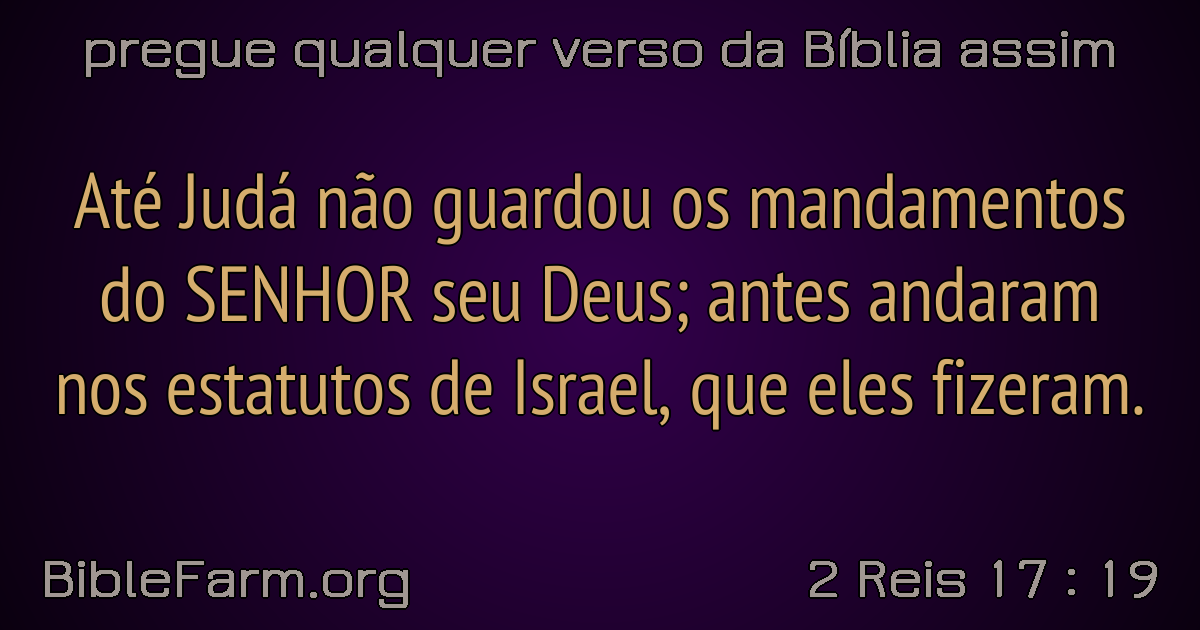 pregue qualquer verso da Bíblia assim
Até Judá não guardou os mandamentos
do SENHOR seu Deus; antes andaram
nos estatutos de Israel, que eles fizeram.
BibleFarm.org
2 Reis 17 : 19